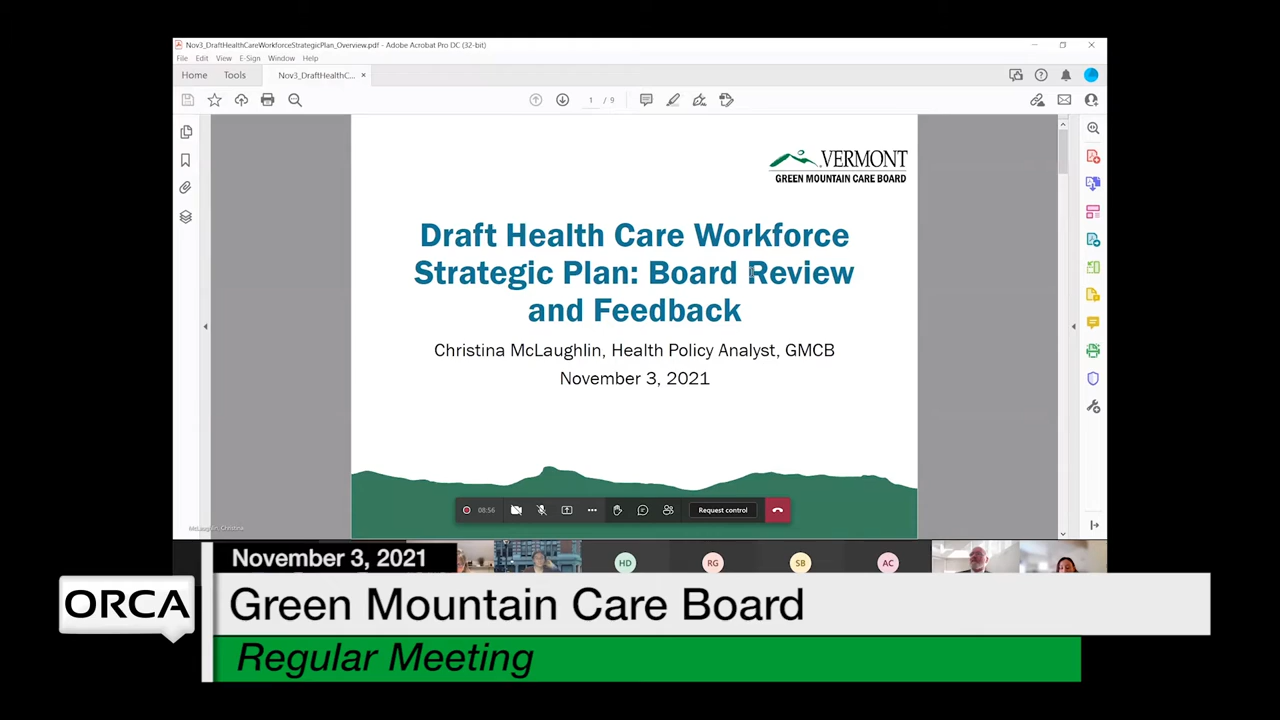 Nov3_DraftHealthCareWorkforceStrategicPlan_Overview.pdf - Adobe Acrobat Pro DC (32-bit)
File Edit View E-Sign Window Help
Home Tools Nov3_DraftHealthC... ×
1 / 9
VERMONT
GREEN MOUNTAIN CARE BOARD
Draft Health Care Workforce
Strategic Plan: Board Review
and Feedback
Christina McLaughlin, Health Policy Analyst, GMCB
November 3, 2021
08:56 Request control
McLaughlin, Christina
HD RG SB AC
November 3, 2021
ORCA
Green Mountain Care Board
Regular Meeting